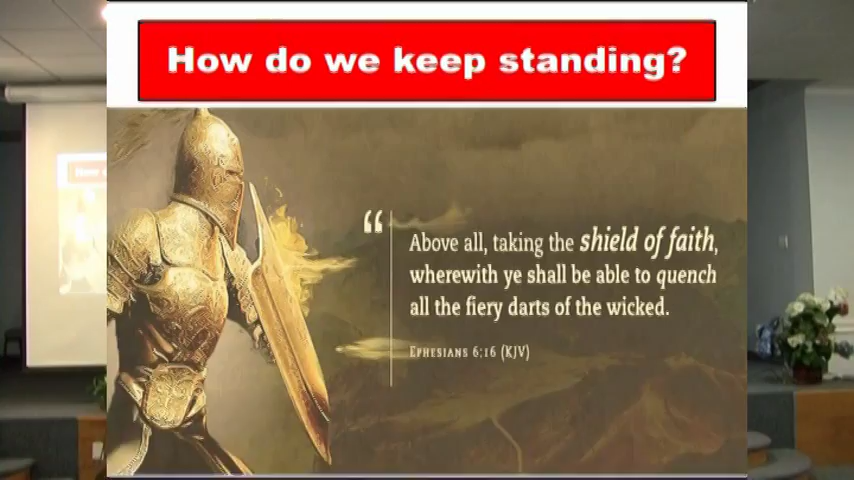 How do we keep standing?
“
Above all, taking the shield of faith,
wherewith ye shall be able to quench
all the fiery darts of the wicked.
Ephesians 6:16 (KJV)